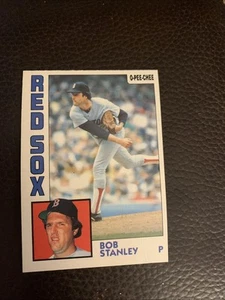 O-PEE-CHEE
RED SOX
BOB
STANLEY
P
B